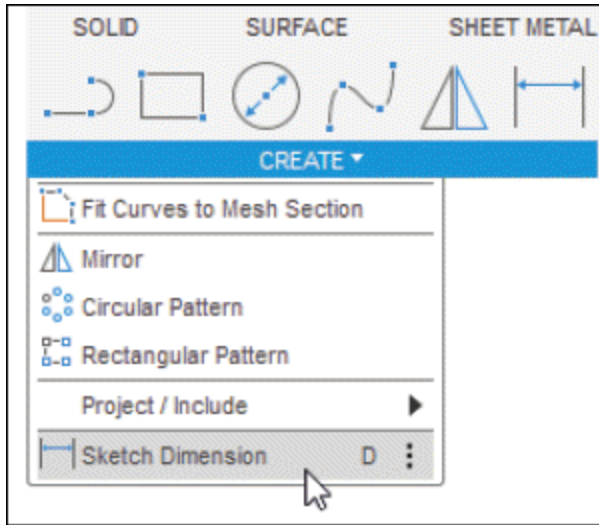 SOLID SURFACE SHEET METAL
CREATE ▾
Fit Curves to Mesh Section
Mirror
Circular Pattern
Rectangular Pattern
Project / Include
Sketch Dimension D